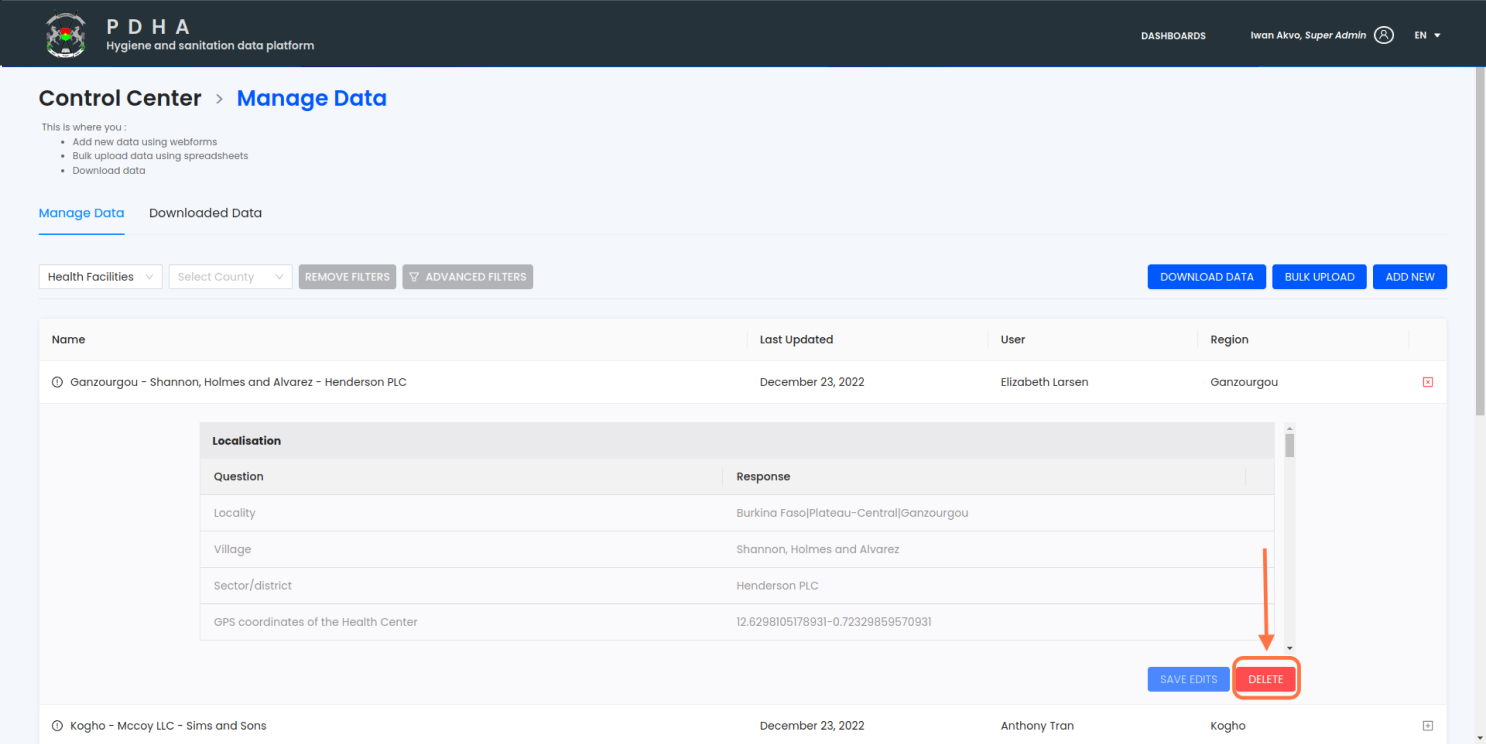 P D H A
Hygiene and sanitation data platform
DASHBOARDS
Iwan Akvo, Super Admin
EN
Control Center > Manage Data
This is where you :
• Add new data using webforms
• Bulk upload data using spreadsheets
• Download data
Manage Data
Downloaded Data
Health Facilities
Select County
REMOVE FILTERS
ADVANCED FILTERS
DOWNLOAD DATA
BULK UPLOAD
ADD NEW
Name Last Updated User Region
Ganzourgou - Shannon, Holmes and Alvarez - Henderson PLC December 23, 2022 Elizabeth Larsen Ganzourgou
Localisation
Question Response
Locality Burkina Faso|Plateau-Central|Ganzourgou
Village Shannon, Holmes and Alvarez
Sector/district Henderson PLC
GPS coordinates of the Health Center 12.6298105178931-0.72329859570931
SAVE EDITS
DELETE
Kogho - Mccoy LLC - Sims and Sons December 23, 2022 Anthony Tran Kogho